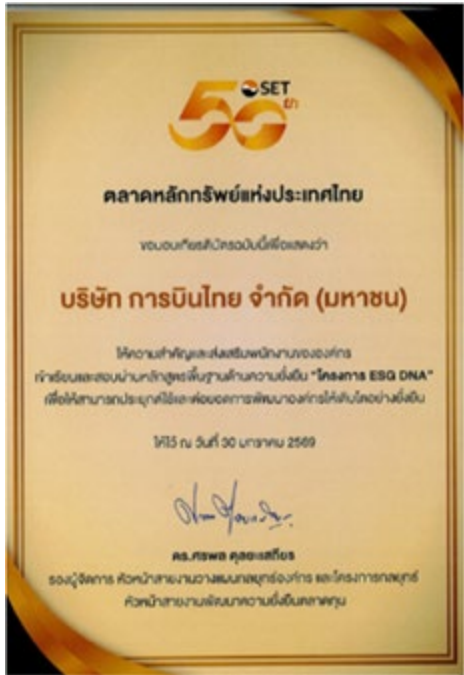 50 ปี
SET
ตลาดหลักทรัพย์แห่งประเทศไทย
ขอมอบเกียรติบัตรฉบับนี้เพื่อแสดงว่า
บริษัท การบินไทย จำกัด (มหาชน)
ให้ความสำคัญและส่งเสริมพนักงานขององค์กร
เข้าเรียนและสอบผ่านหลักสูตรพื้นฐานด้านความยั่งยืน "โครงการ ESG DNA"
เพื่อให้สามารถประยุกต์ใช้และต่อยอดการพัฒนาองค์กรให้เติบโตอย่างยั่งยืน
ให้ไว้ ณ วันที่ 30 มกราคม 2569
ดร.ศรพล ตุลยะเสถียร
รองผู้จัดการ หัวหน้าสายงานวางแผนกลยุทธ์องค์กร และโครงการกลยุทธ์
หัวหน้าสายงานพัฒนาความยั่งยืนตลาดทุน